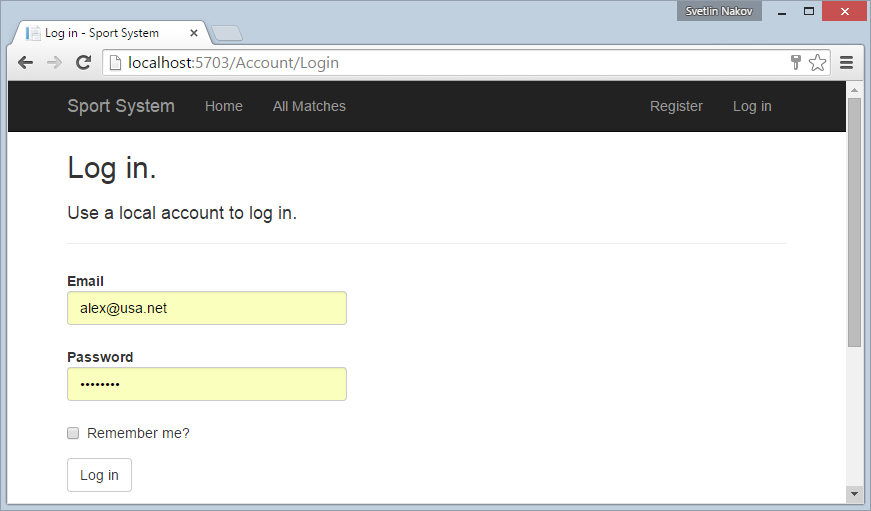 Svetlin Nakov
Log in - Sport System
localhost:5703/Account/Login
Sport System Home All Matches Register Log in
Log in.
Use a local account to log in.
Email
alex@usa.net
Password
••••••••
Remember me?
Log in